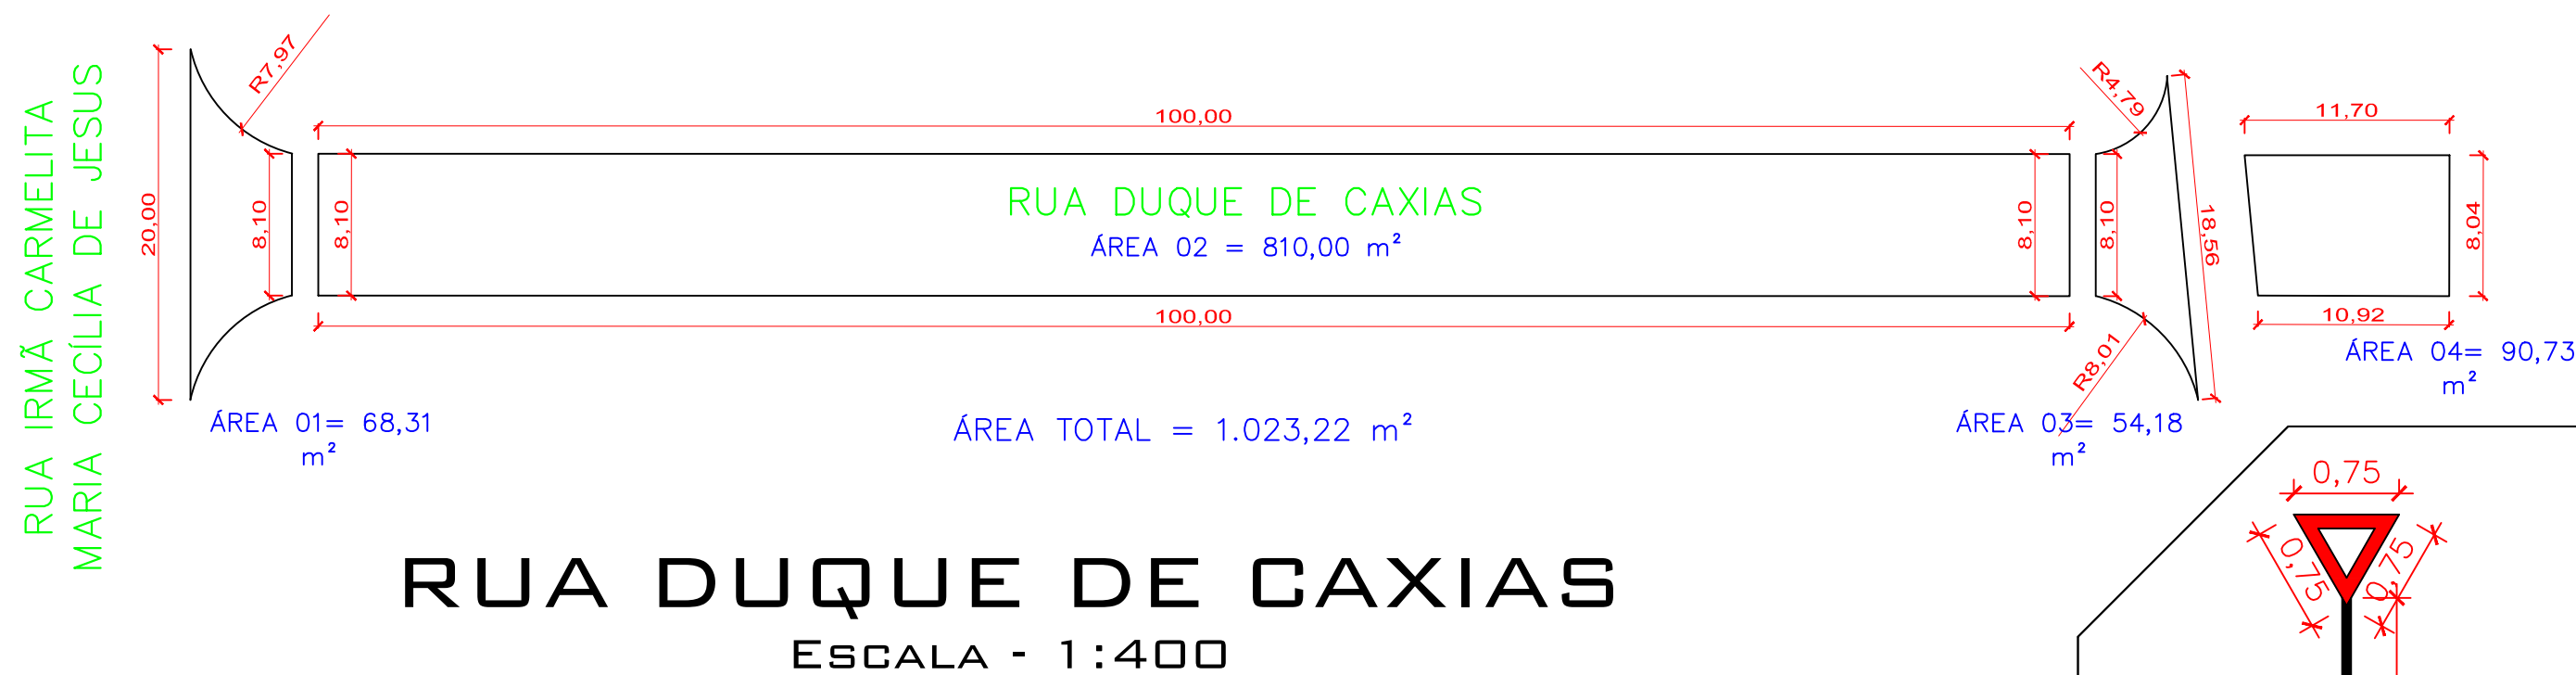 RUA IRMÃ CARMELITA
MARIA CECÍLIA DE JESUS
20,00
R7,97
8,10
8,10
100,00
RUA DUQUE DE CAXIAS
ÁREA 02 = 810,00 m²
100,00
8,10
8,10
R4,79
18,56
R8,01
11,70
8,04
10,92
ÁREA 04= 90,73
m²
ÁREA 01= 68,31
m²
ÁREA TOTAL = 1.023,22 m²
ÁREA 03= 54,18
m²
RUA DUQUE DE CAXIAS
ESCALA - 1:400
0,75
0,75
0,75